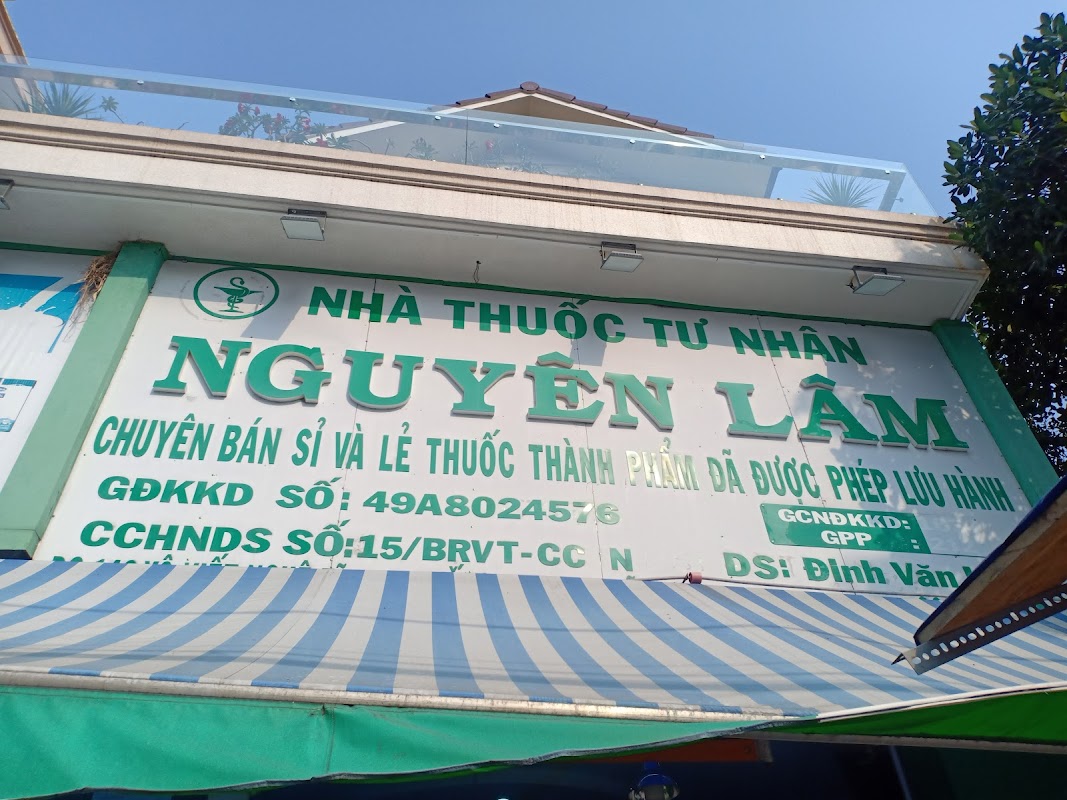 NHÀ THUỐC TƯ NHÂN
NGUYÊN LÂM
CHUYÊN BÁN SỈ VÀ LẺ THUỐC THÀNH PHẨM ĐÃ ĐƯỢC PHÉP LƯU HÀNH
GĐKKD SỐ: 49A8024576
GCNĐKKD:
GPP :
CCHNDS SỐ:15/BRVT-CC N
DS: Đinh Văn